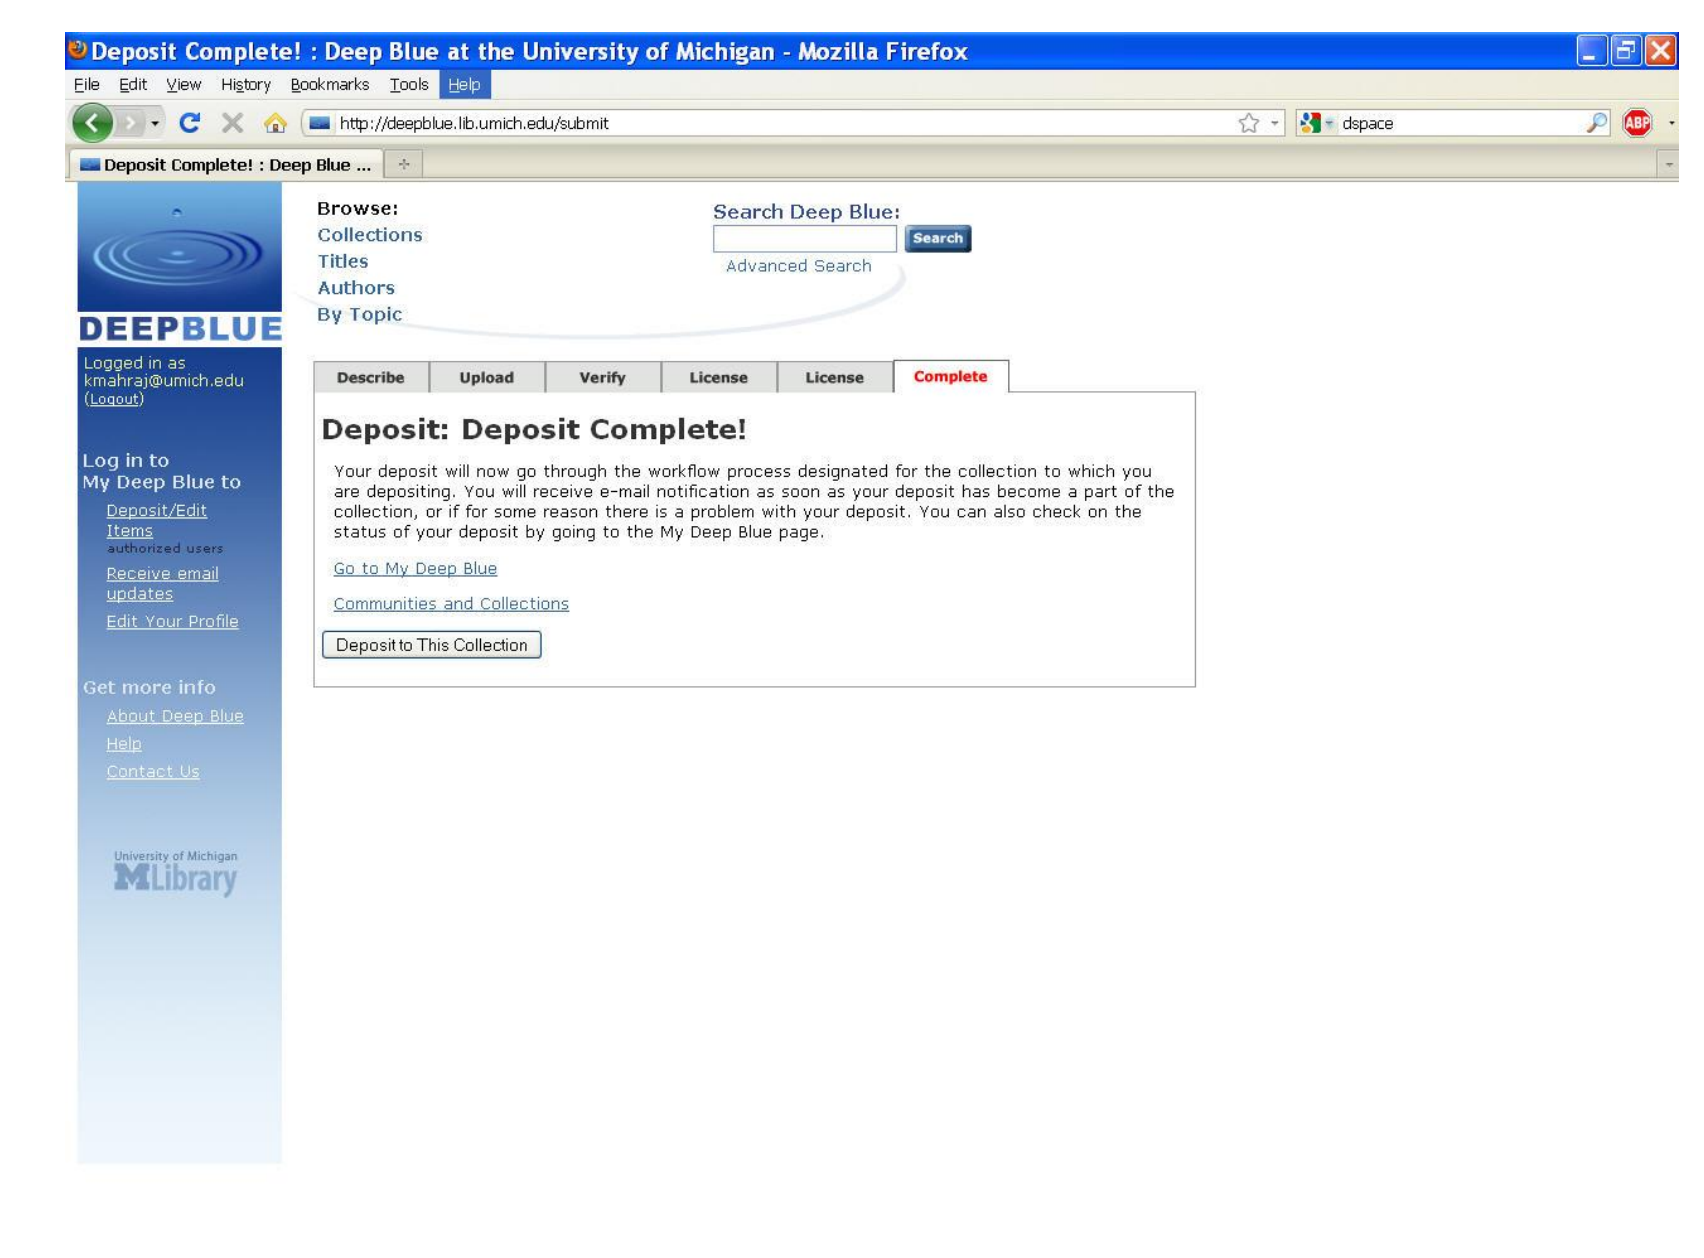 Deposit Complete! : Deep Blue at the University of Michigan - Mozilla Firefox
File Edit View History Bookmarks Tools Help
http://deepblue.lib.umich.edu/submit
dspace
ABP
Deposit Complete! : Deep Blue ...
DEEPBLUE
Logged in as
kmahraj@umich.edu
(Logout)
Log in to
My Deep Blue to
Deposit/Edit
Items
authorized users
Receive email
updates
Edit Your Profile
Get more info
About Deep Blue
Help
Contact Us
University of Michigan
MLibrary
Browse:
Collections
Titles
Authors
By Topic
Search Deep Blue:
Search
Advanced Search
Describe Upload Verify License License Complete
Deposit: Deposit Complete!
Your deposit will now go through the workflow process designated for the collection to which you
are depositing. You will receive e-mail notification as soon as your deposit has become a part of the
collection, or if for some reason there is a problem with your deposit. You can also check on the
status of your deposit by going to the My Deep Blue page.
Go to My Deep Blue
Communities and Collections
Deposit to This Collection